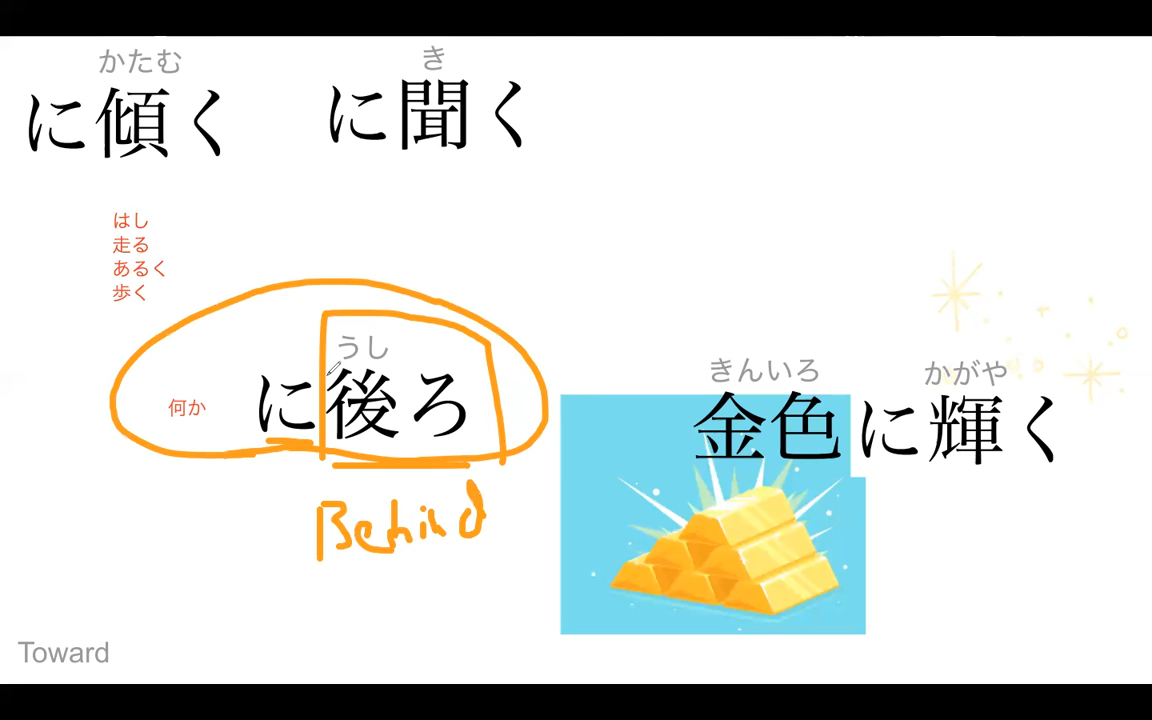 かたむ
に傾く
き
に聞く
はし
走る
あるく
歩く
うし
何か に後ろ
Behind
きんいろ かがや
金色に輝く
Toward